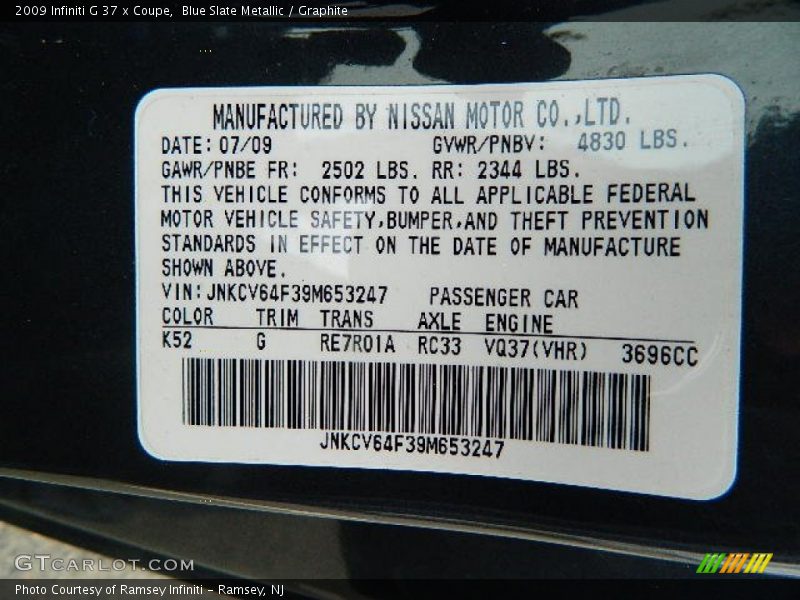 2009 Infiniti G 37 x Coupe,  Blue Slate Metallic / Graphite
MANUFACTURED BY NISSAN MOTOR CO.,LTD.
DATE: 07/09 GVWR/PNBV: 4830 LBS.
GAWR/PNBE FR: 2502 LBS. RR: 2344 LBS.
THIS VEHICLE CONFORMS TO ALL APPLICABLE FEDERAL
MOTOR VEHICLE SAFETY,BUMPER,AND THEFT PREVENTION
STANDARDS IN EFFECT ON THE DATE OF MANUFACTURE
SHOWN ABOVE.
VIN: JNKCV64F39M653247 PASSENGER CAR
COLOR TRIM TRANS AXLE ENGINE
K52 G RE7R01A RC33 VQ37(VHR) 3696CC
JNKCV64F39M653247
GTCARLOT.COM
Photo Courtesy of Ramsey Infiniti - Ramsey, NJ